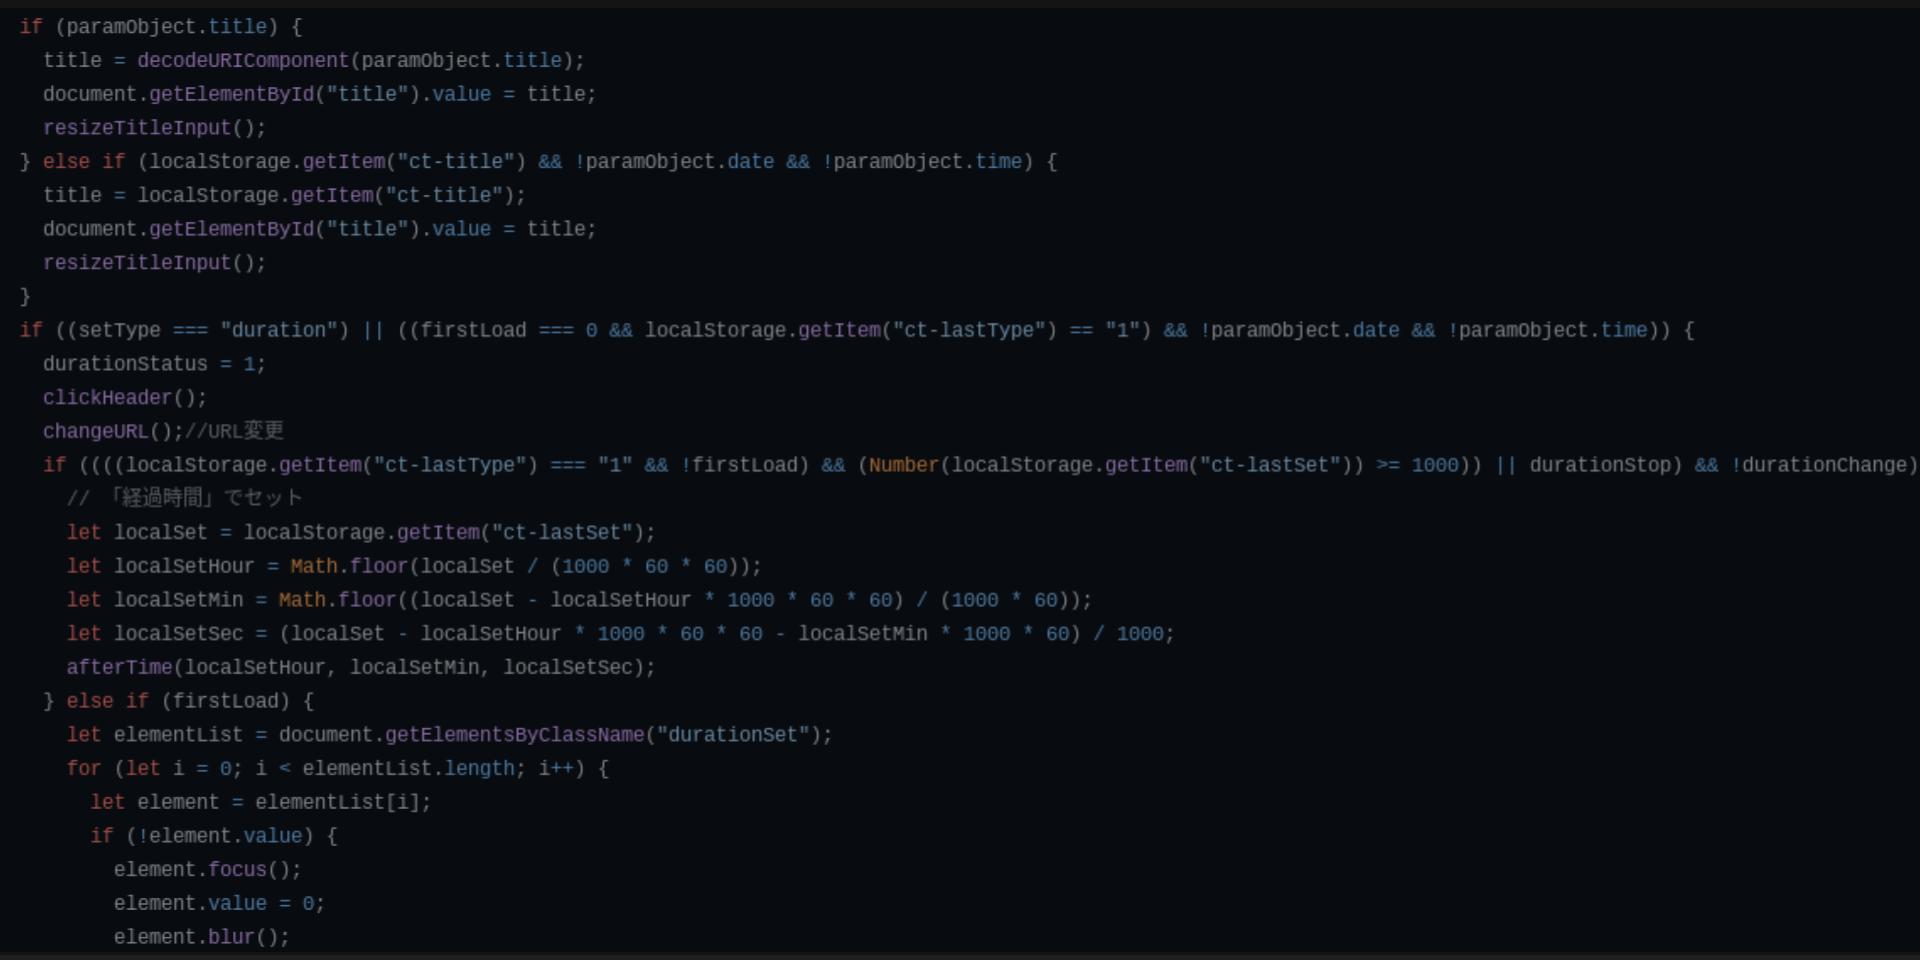 if (paramObject.title) {
  title = decodeURIComponent(paramObject.title);
  document.getElementById("title").value = title;
  resizeTitleInput();
} else if (localStorage.getItem("ct-title") && !paramObject.date && !paramObject.time) {
  title = localStorage.getItem("ct-title");
  document.getElementById("title").value = title;
  resizeTitleInput();
}
if ((setType === "duration") || ((firstLoad === 0 && localStorage.getItem("ct-lastType") == "1") && !paramObject.date && !paramObject.time)) {
  durationStatus = 1;
  clickHeader();
  changeURL();//URL変更
  if ((((localStorage.getItem("ct-lastType") === "1" && !firstLoad) && (Number(localStorage.getItem("ct-lastSet")) >= 1000)) || durationStop) && !durationChange)
    // 「経過時間」でセット
    let localSet = localStorage.getItem("ct-lastSet");
    let localSetHour = Math.floor(localSet / (1000 * 60 * 60));
    let localSetMin = Math.floor((localSet - localSetHour * 1000 * 60 * 60) / (1000 * 60));
    let localSetSec = (localSet - localSetHour * 1000 * 60 * 60 - localSetMin * 1000 * 60) / 1000;
    afterTime(localSetHour, localSetMin, localSetSec);
  } else if (firstLoad) {
    let elementList = document.getElementsByClassName("durationSet");
    for (let i = 0; i < elementList.length; i++) {
      let element = elementList[i];
      if (!element.value) {
        element.focus();
        element.value = 0;
        element.blur();